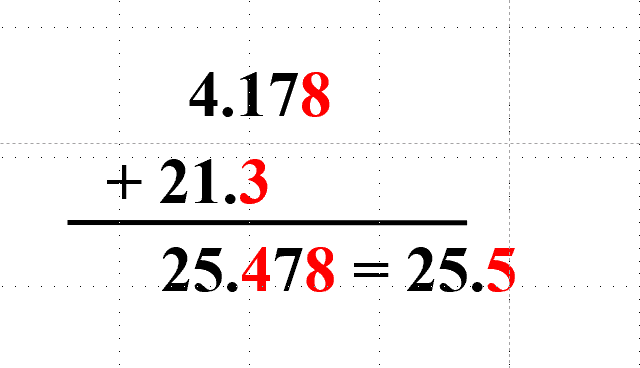 4.178
+ 21.3
25.478 = 25.5